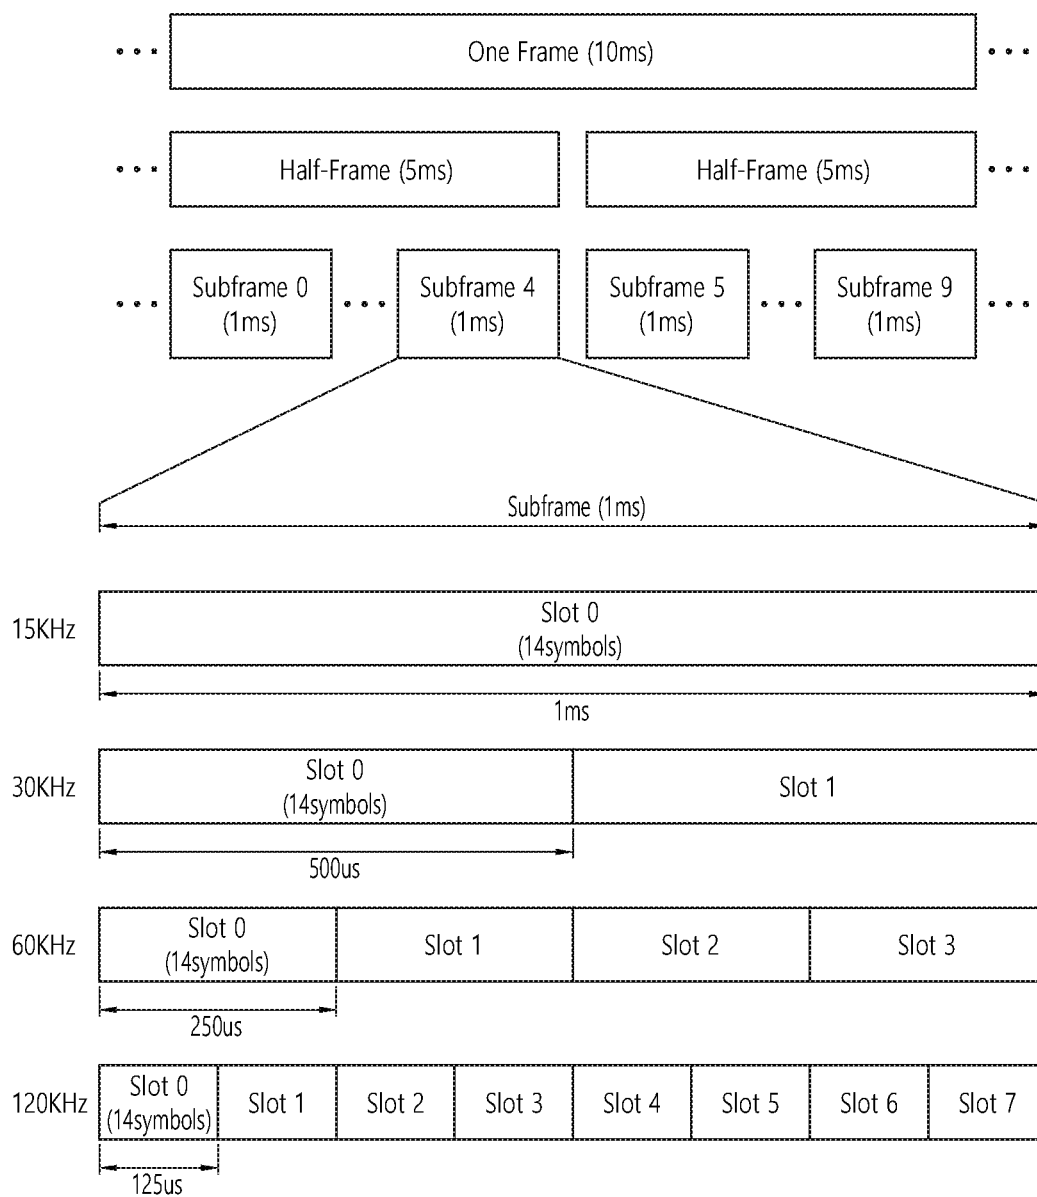 One Frame (10ms)
Half-Frame (5ms)
Half-Frame (5ms)
Subframe 0
(1ms)
Subframe 4
(1ms)
Subframe 5
(1ms)
Subframe 9
(1ms)
Subframe (1ms)
15KHz
Slot 0
(14symbols)
1ms
30KHz
Slot 0
(14symbols)
Slot 1
500us
60KHz
Slot 0
(14symbols)
Slot 1
Slot 2
Slot 3
250us
120KHz
Slot 0
(14symbols)
Slot 1
Slot 2
Slot 3
Slot 4
Slot 5
Slot 6
Slot 7
125us